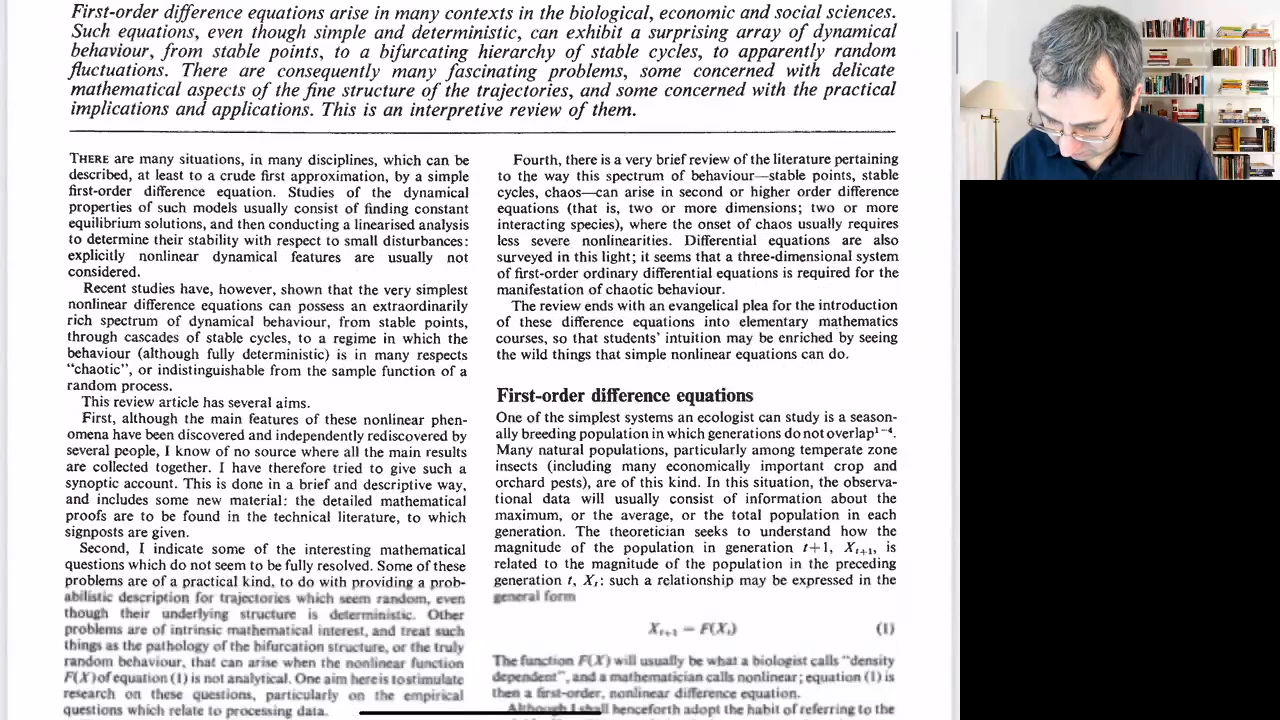 First-order difference equations arise in many contexts in the biological, economic and social sciences.
Such equations, even though simple and deterministic, can exhibit a surprising array of dynamical
behaviour, from stable points, to a bifurcating hierarchy of stable cycles, to apparently random
fluctuations. There are consequently many fascinating problems, some concerned with delicate
mathematical aspects of the fine structure of the trajectories, and some concerned with the practical
implications and applications. This is an interpretive review of them.
THERE are many situations, in many disciplines, which can be
described, at least to a crude first approximation, by a simple
first-order difference equation. Studies of the dynamical
properties of such models usually consist of finding constant
equilibrium solutions, and then conducting a linearised analysis
to determine their stability with respect to small disturbances:
explicitly nonlinear dynamical features are usually not
considered.
Recent studies have, however, shown that the very simplest
nonlinear difference equations can possess an extraordinarily
rich spectrum of dynamical behaviour, from stable points,
through cascades of stable cycles, to a regime in which the
behaviour (although fully deterministic) is in many respects
"chaotic", or indistinguishable from the sample function of a
random process.
This review article has several aims.
First, although the main features of these nonlinear phen-
omena have been discovered and independently rediscovered by
several people, I know of no source where all the main results
are collected together. I have therefore tried to give such a
synoptic account. This is done in a brief and descriptive way,
and includes some new material: the detailed mathematical
proofs are to be found in the technical literature, to which
signposts are given.
Second, I indicate some of the interesting mathematical
questions which do not seem to be fully resolved. Some of these
problems are of a practical kind, to do with providing a prob-
abilistic description for trajectories which seem random, even
though their underlying structure is deterministic. Other
problems are of intrinsic mathematical interest, and treat such
things as the pathology of the bifurcation structure, or the truly
random behaviour, that can arise when the nonlinear function
F(X) of equation (1) is not analytical. One aim here is to stimulate
research on these questions, particularly on the empirical
questions which relate to processing data.
Fourth, there is a very brief review of the literature pertaining
to the way this spectrum of behaviour—stable points, stable
cycles, chaos—can arise in second or higher order difference
equations (that is, two or more dimensions; two or more
interacting species), where the onset of chaos usually requires
less severe nonlinearities. Differential equations are also
surveyed in this light; it seems that a three-dimensional system
of first-order ordinary differential equations is required for the
manifestation of chaotic behaviour.
The review ends with an evangelical plea for the introduction
of these difference equations into elementary mathematics
courses, so that students' intuition may be enriched by seeing
the wild things that simple nonlinear equations can do.
First-order difference equations
One of the simplest systems an ecologist can study is a season-
ally breeding population in which generations do not overlap¹⁻⁴.
Many natural populations, particularly among temperate zone
insects (including many economically important crop and
orchard pests), are of this kind. In this situation, the observa-
tional data will usually consist of information about the
maximum, or the average, or the total population in each
generation. The theoretician seeks to understand how the
magnitude of the population in generation t+1, Xₜ₊₁, is
related to the magnitude of the population in the preceding
generation t, Xₜ: such a relationship may be expressed in the
general form
Xₜ₊₁ = F(Xₜ) (1)
The function F(X) will usually be what a biologist calls "density
dependent", and a mathematician calls nonlinear; equation (1) is
then a first-order, nonlinear difference equation.
Although I shall henceforth adopt the habit of referring to the